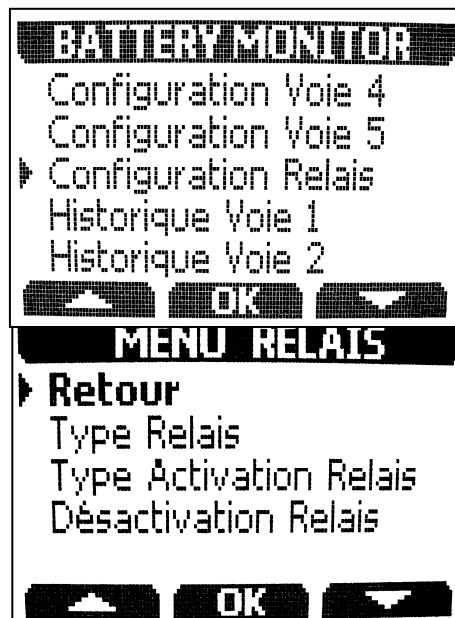 BATTERY MONITOR
Configuration Voie 4
Configuration Voie 5
Configuration Relais
Historique Voie 1
Historique Voie 2
OK
MENU RELAIS
Retour
Type Relais
Type Activation Relais
Désactivation Relais
OK